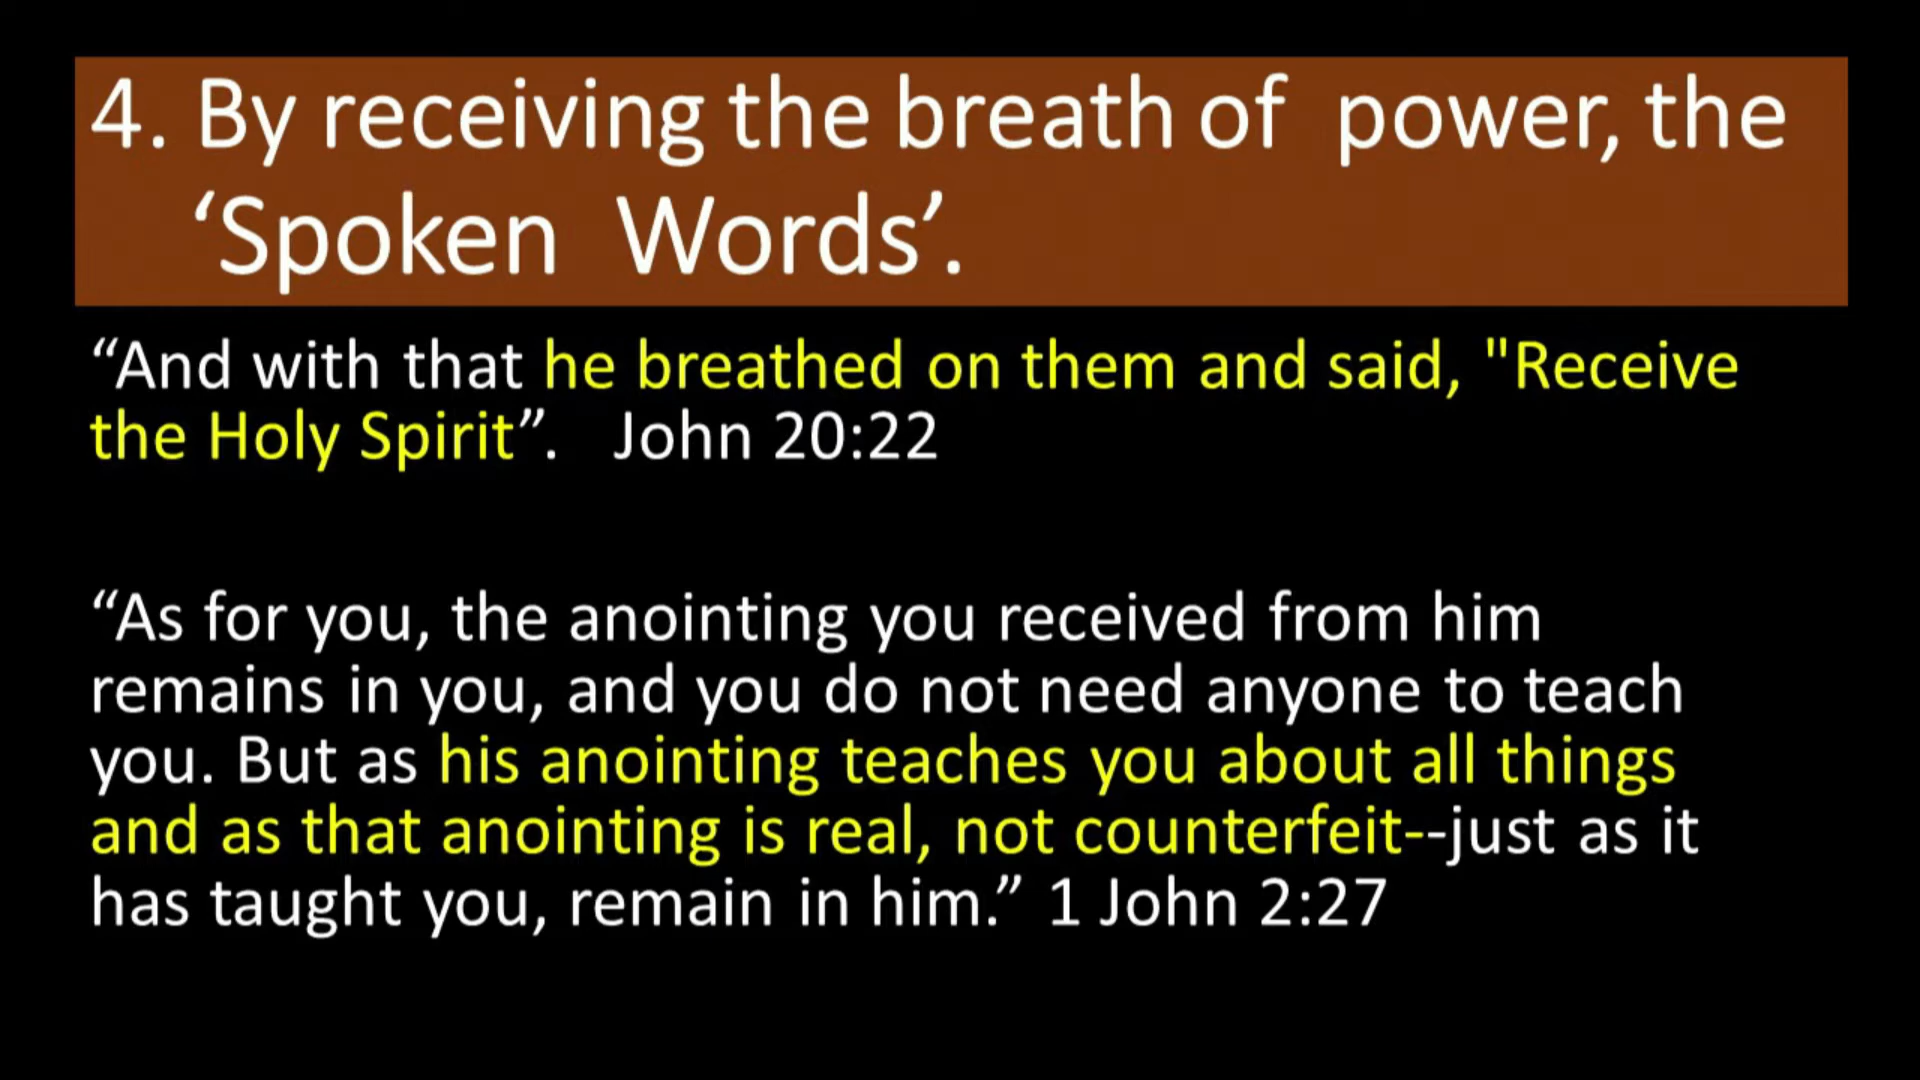 4. By receiving the breath of  power, the
‘Spoken  Words’.
“And with that he breathed on them and said, "Receive
the Holy Spirit”.   John 20:22
“As for you, the anointing you received from him
remains in you, and you do not need anyone to teach
you. But as his anointing teaches you about all things
and as that anointing is real, not counterfeit--just as it
has taught you, remain in him.” 1 John 2:27